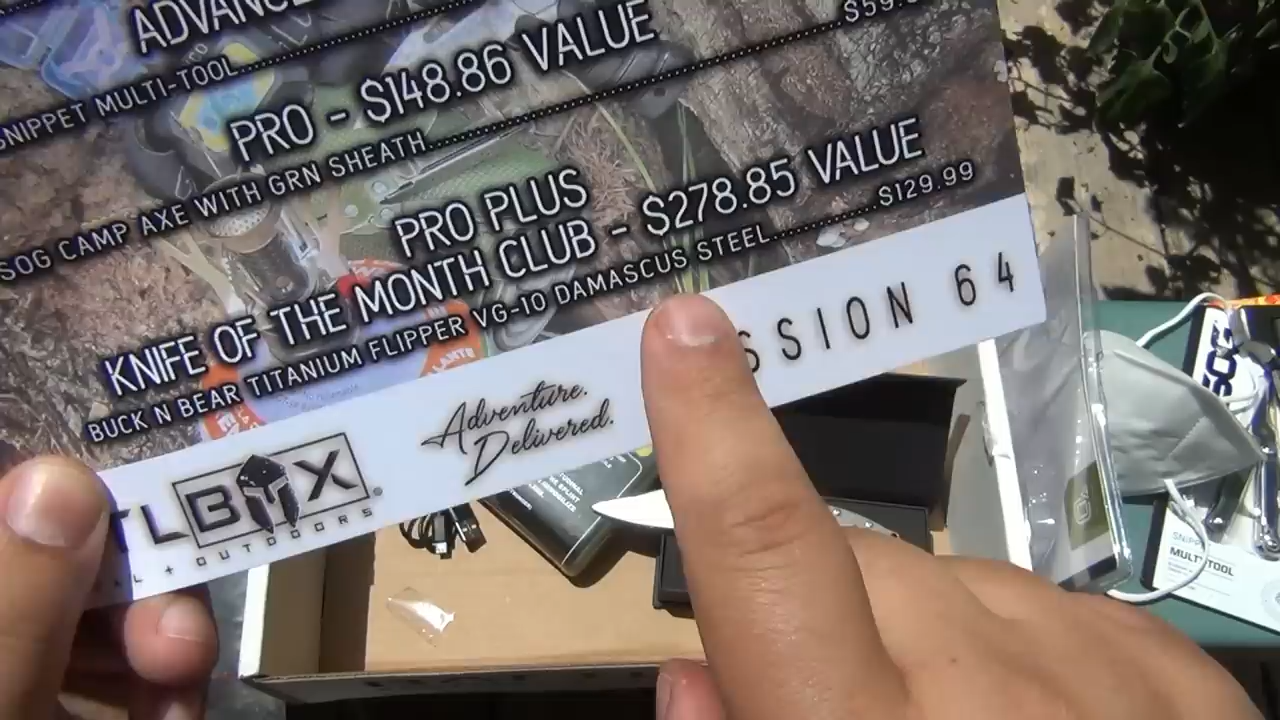 ADVANCE
SNIPPET MULTI-TOOL
PRO - $148.86 VALUE
SOG CAMP AXE WITH GRN SHEATH $59.
PRO PLUS
KNIFE OF THE MONTH CLUB - $278.85 VALUE
BUCK N BEAR TITANIUM FLIPPER VG-10 DAMASCUS STEEL $129.99
TLB X
L + OUTDOORS
Adventure.
Delivered.
SSION 64
SOG
SNIPPET
MULTI-TOOL